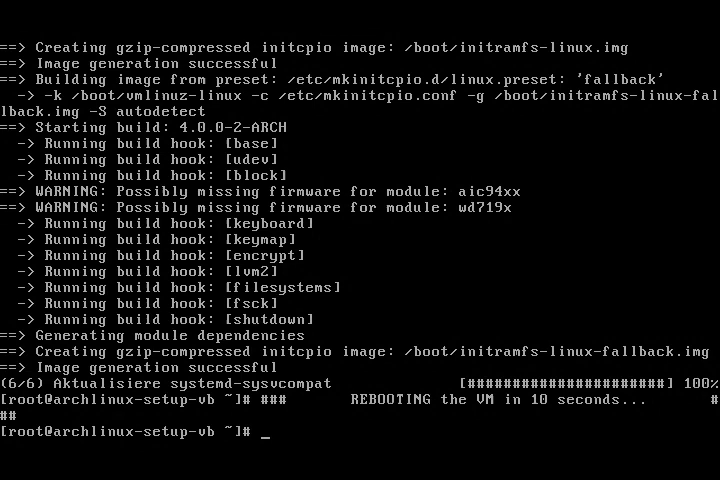 ==> Creating gzip-compressed initcpio image: /boot/initramfs-linux.img
==> Image generation successful
==> Building image from preset: /etc/mkinitcpio.d/linux.preset: 'fallback'
  -> -k /boot/vmlinuz-linux -c /etc/mkinitcpio.conf -g /boot/initramfs-linux-fal
lback.img -S autodetect
==> Starting build: 4.0.0-2-ARCH
  -> Running build hook: [base]
  -> Running build hook: [udev]
  -> Running build hook: [block]
==> WARNING: Possibly missing firmware for module: aic94xx
==> WARNING: Possibly missing firmware for module: wd719x
  -> Running build hook: [keyboard]
  -> Running build hook: [keymap]
  -> Running build hook: [encrypt]
  -> Running build hook: [lvm2]
  -> Running build hook: [filesystems]
  -> Running build hook: [fsck]
  -> Running build hook: [shutdown]
==> Generating module dependencies
==> Creating gzip-compressed initcpio image: /boot/initramfs-linux-fallback.img
==> Image generation successful
(6/6) Aktualisiere systemd-sysvcompat              [######################] 100%
[root@archlinux-setup-vb ~]# ###       REBOOTING the VM in 10 seconds...       #
##
[root@archlinux-setup-vb ~]# _